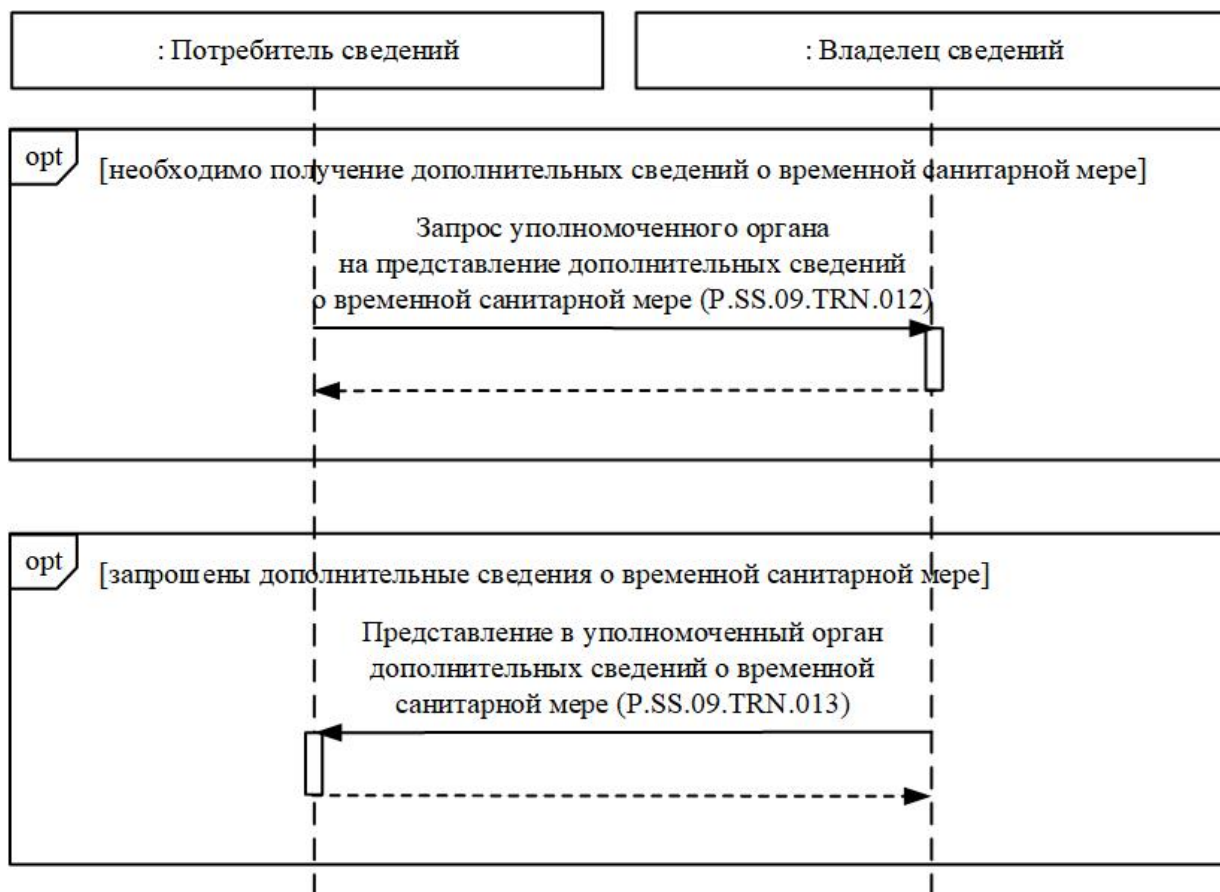 : Потребитель сведений
: Владелец сведений
opt
[необходимо получение дополнительных сведений о временной санитарной мере]
Запрос уполномоченного органа
на представление дополнительных сведений
о временной санитарной мере (P.SS.09.TRN.012)
opt
[запрошены дополнительные сведения о временной санитарной мере]
Представление в уполномоченный орган
дополнительных сведений о временной
санитарной мере (P.SS.09.TRN.013)